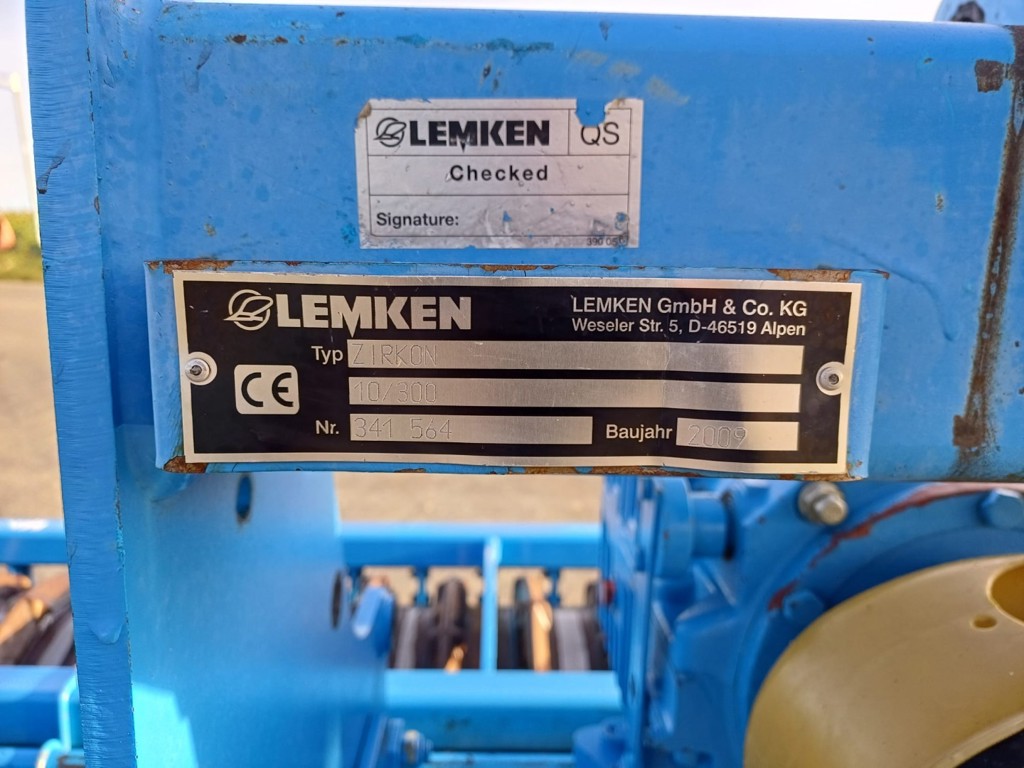 LEMKEN QS
Checked
Signature:
LEMKEN
LEMKEN GmbH & Co. KG
Weseler Str. 5, D-46519 Alpen
Typ ZIRKON
10/300
CE
Nr. 341 564 Baujahr 2009